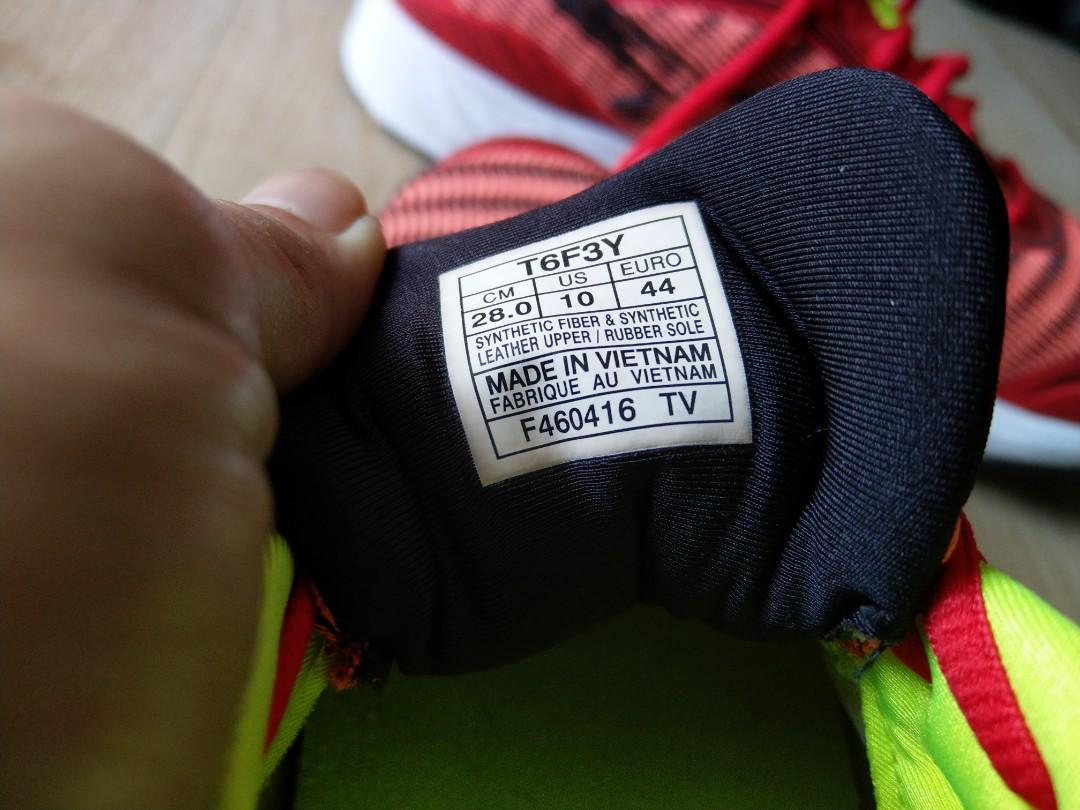 T6F3Y
CM US EURO
28.0 10 44
SYNTHETIC FIBER & SYNTHETIC
LEATHER UPPER / RUBBER SOLE
MADE IN VIETNAM
FABRIQUE AU VIETNAM
F460416 TV